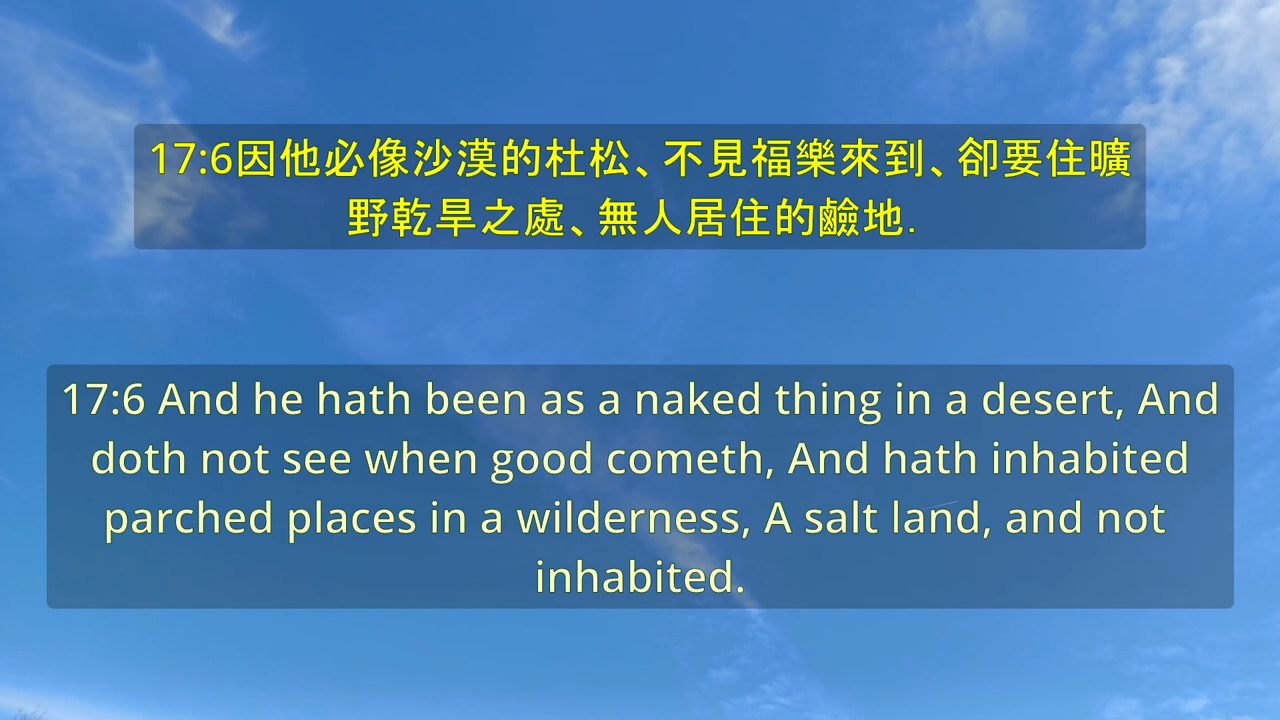 17:6因他必像沙漠的杜松、不見福樂來到、卻要住曠
野乾旱之處、無人居住的鹼地.
17:6 And he hath been as a naked thing in a desert, And
doth not see when good cometh, And hath inhabited
parched places in a wilderness, A salt land, and not
inhabited.